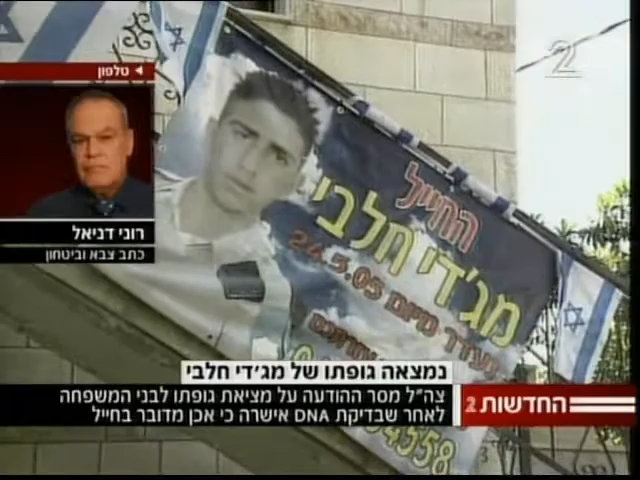 2
טלפון
רוני דניאל
כתב צבא וביטחון
החייל
מג'די חלבי
נעדר מיום 24.5.05
נמצאה גופתו של מג'די חלבי
צה"ל מסר ההודעה על מציאת גופתו לבני המשפחה
לאחר שבדיקת DNA אישרה כי אכן מדובר בחייל
החדשות 2